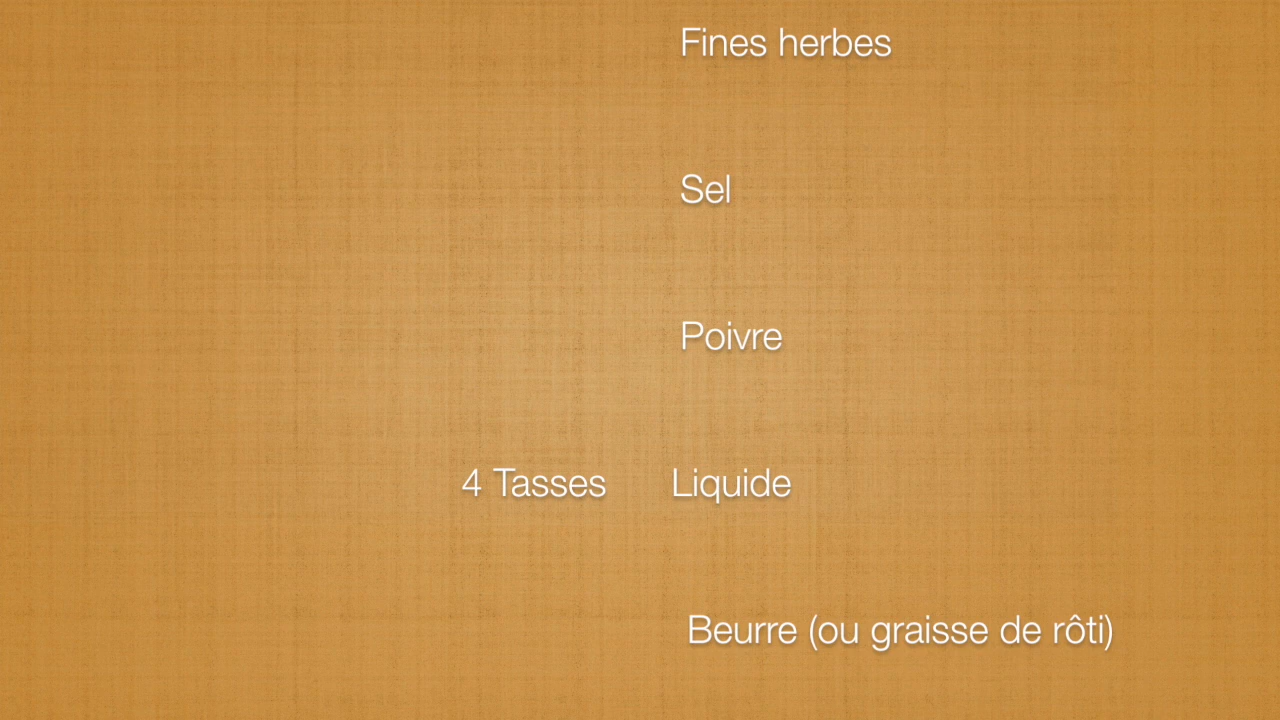 Fines herbes
Sel
Poivre
4 Tasses Liquide
Beurre (ou graisse de rôti)